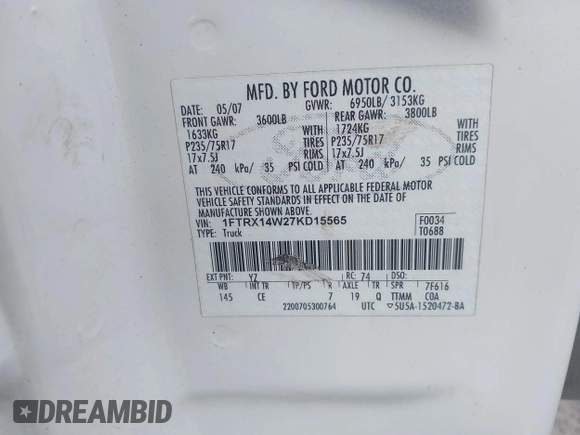 MFD. BY FORD MOTOR CO.
DATE: 05/07 GVWR: 6950LB/ 3153KG
FRONT GAWR: 3600LB REAR GAWR: 3800LB
1633KG 1724KG
P235/75R17 TIRES P235/75R17 TIRES
17x7.5J RIMS 17x7.5J RIMS
AT 240 kPa/ 35 PSI COLD AT 240 kPa/ 35 PSI COLD
THIS VEHICLE CONFORMS TO ALL APPLICABLE FEDERAL MOTOR
VEHICLE SAFETY AND THEFT PREVENTION STANDARDS IN
EFFECT ON THE DATE OF MANUFACTURE SHOWN ABOVE.
VIN: 1FTRX14W27KD15565 F0034
TYPE: Truck T0688
EXT PNT: YZ RC: 74 DSO:
WB INT TR TP/PS R AXLE TR SPR 7F616
145 CE 7 19 Q TTMM COA
2200705300764 UTC ▽5U5A-1520472-BA
DREAMBID